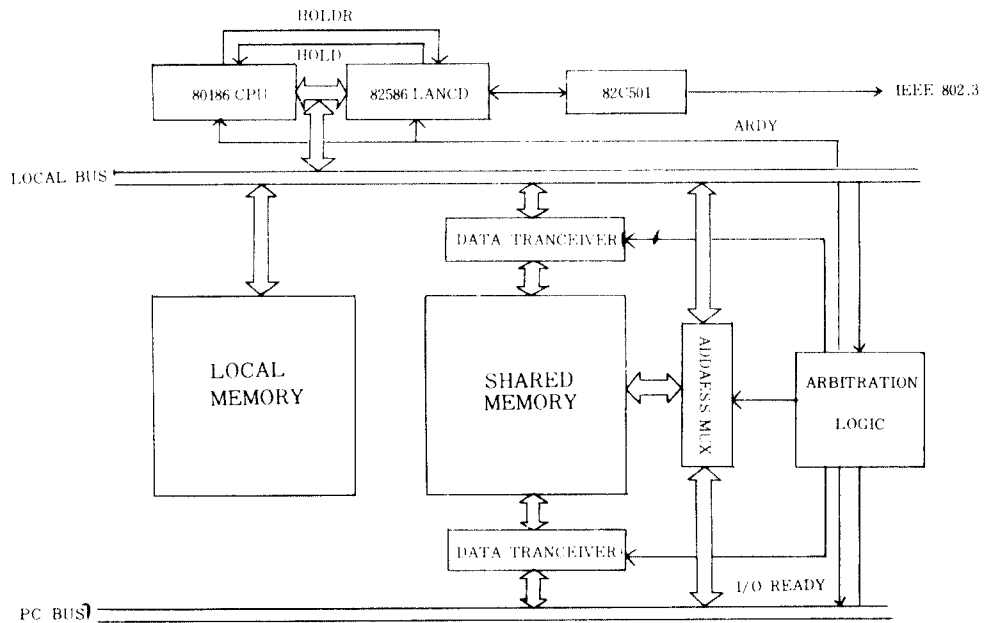 HOLDR
HOLD
80186 CPU
82586 LANCD
82C501
IEEE 802.3
ARDY
LOCAL BUS
DATA TRANCEIVER
LOCAL
MEMORY
SHARED
MEMORY
ADDAESS MUX
ARBITRATION
LOGIC
DATA TRANCEIVER
I/O READY
PC BUS